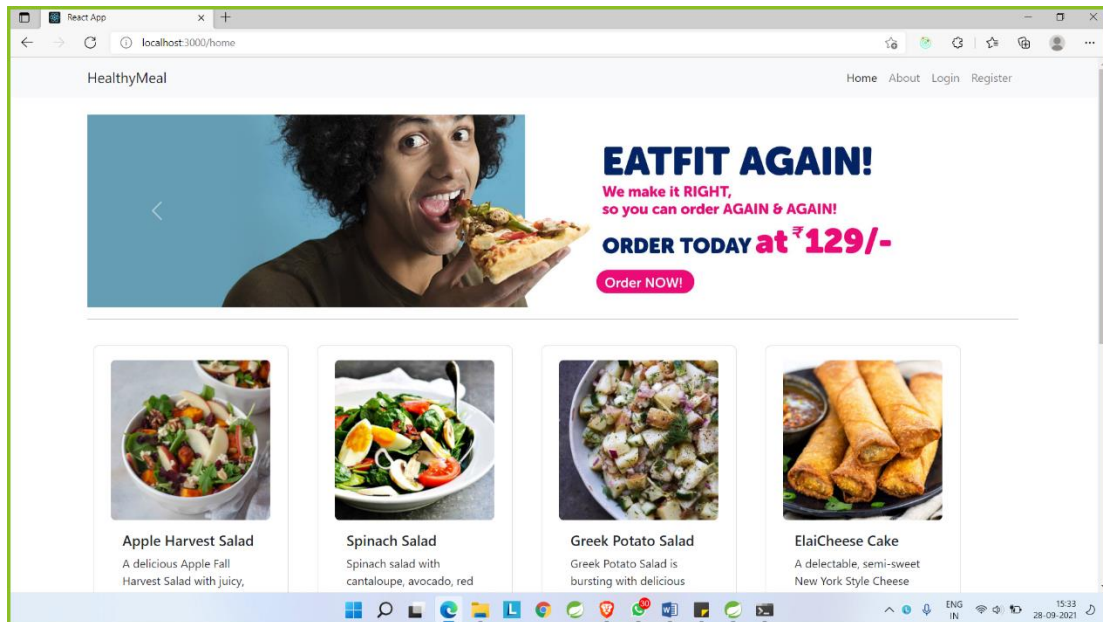 React App
localhost:3000/home
HealthyMeal
Home About Login Register
EATFIT AGAIN!
We make it RIGHT,
so you can order AGAIN & AGAIN!
ORDER TODAY at ₹129/-
Order NOW!
Apple Harvest Salad
A delicious Apple Fall
Harvest Salad with juicy,
Spinach Salad
Spinach salad with
cantaloupe, avocado, red
Greek Potato Salad
Greek Potato Salad is
bursting with delicious
ElaiCheese Cake
A delectable, semi-sweet
New York Style Cheese
30
ENG
IN
15:33
28-09-2021